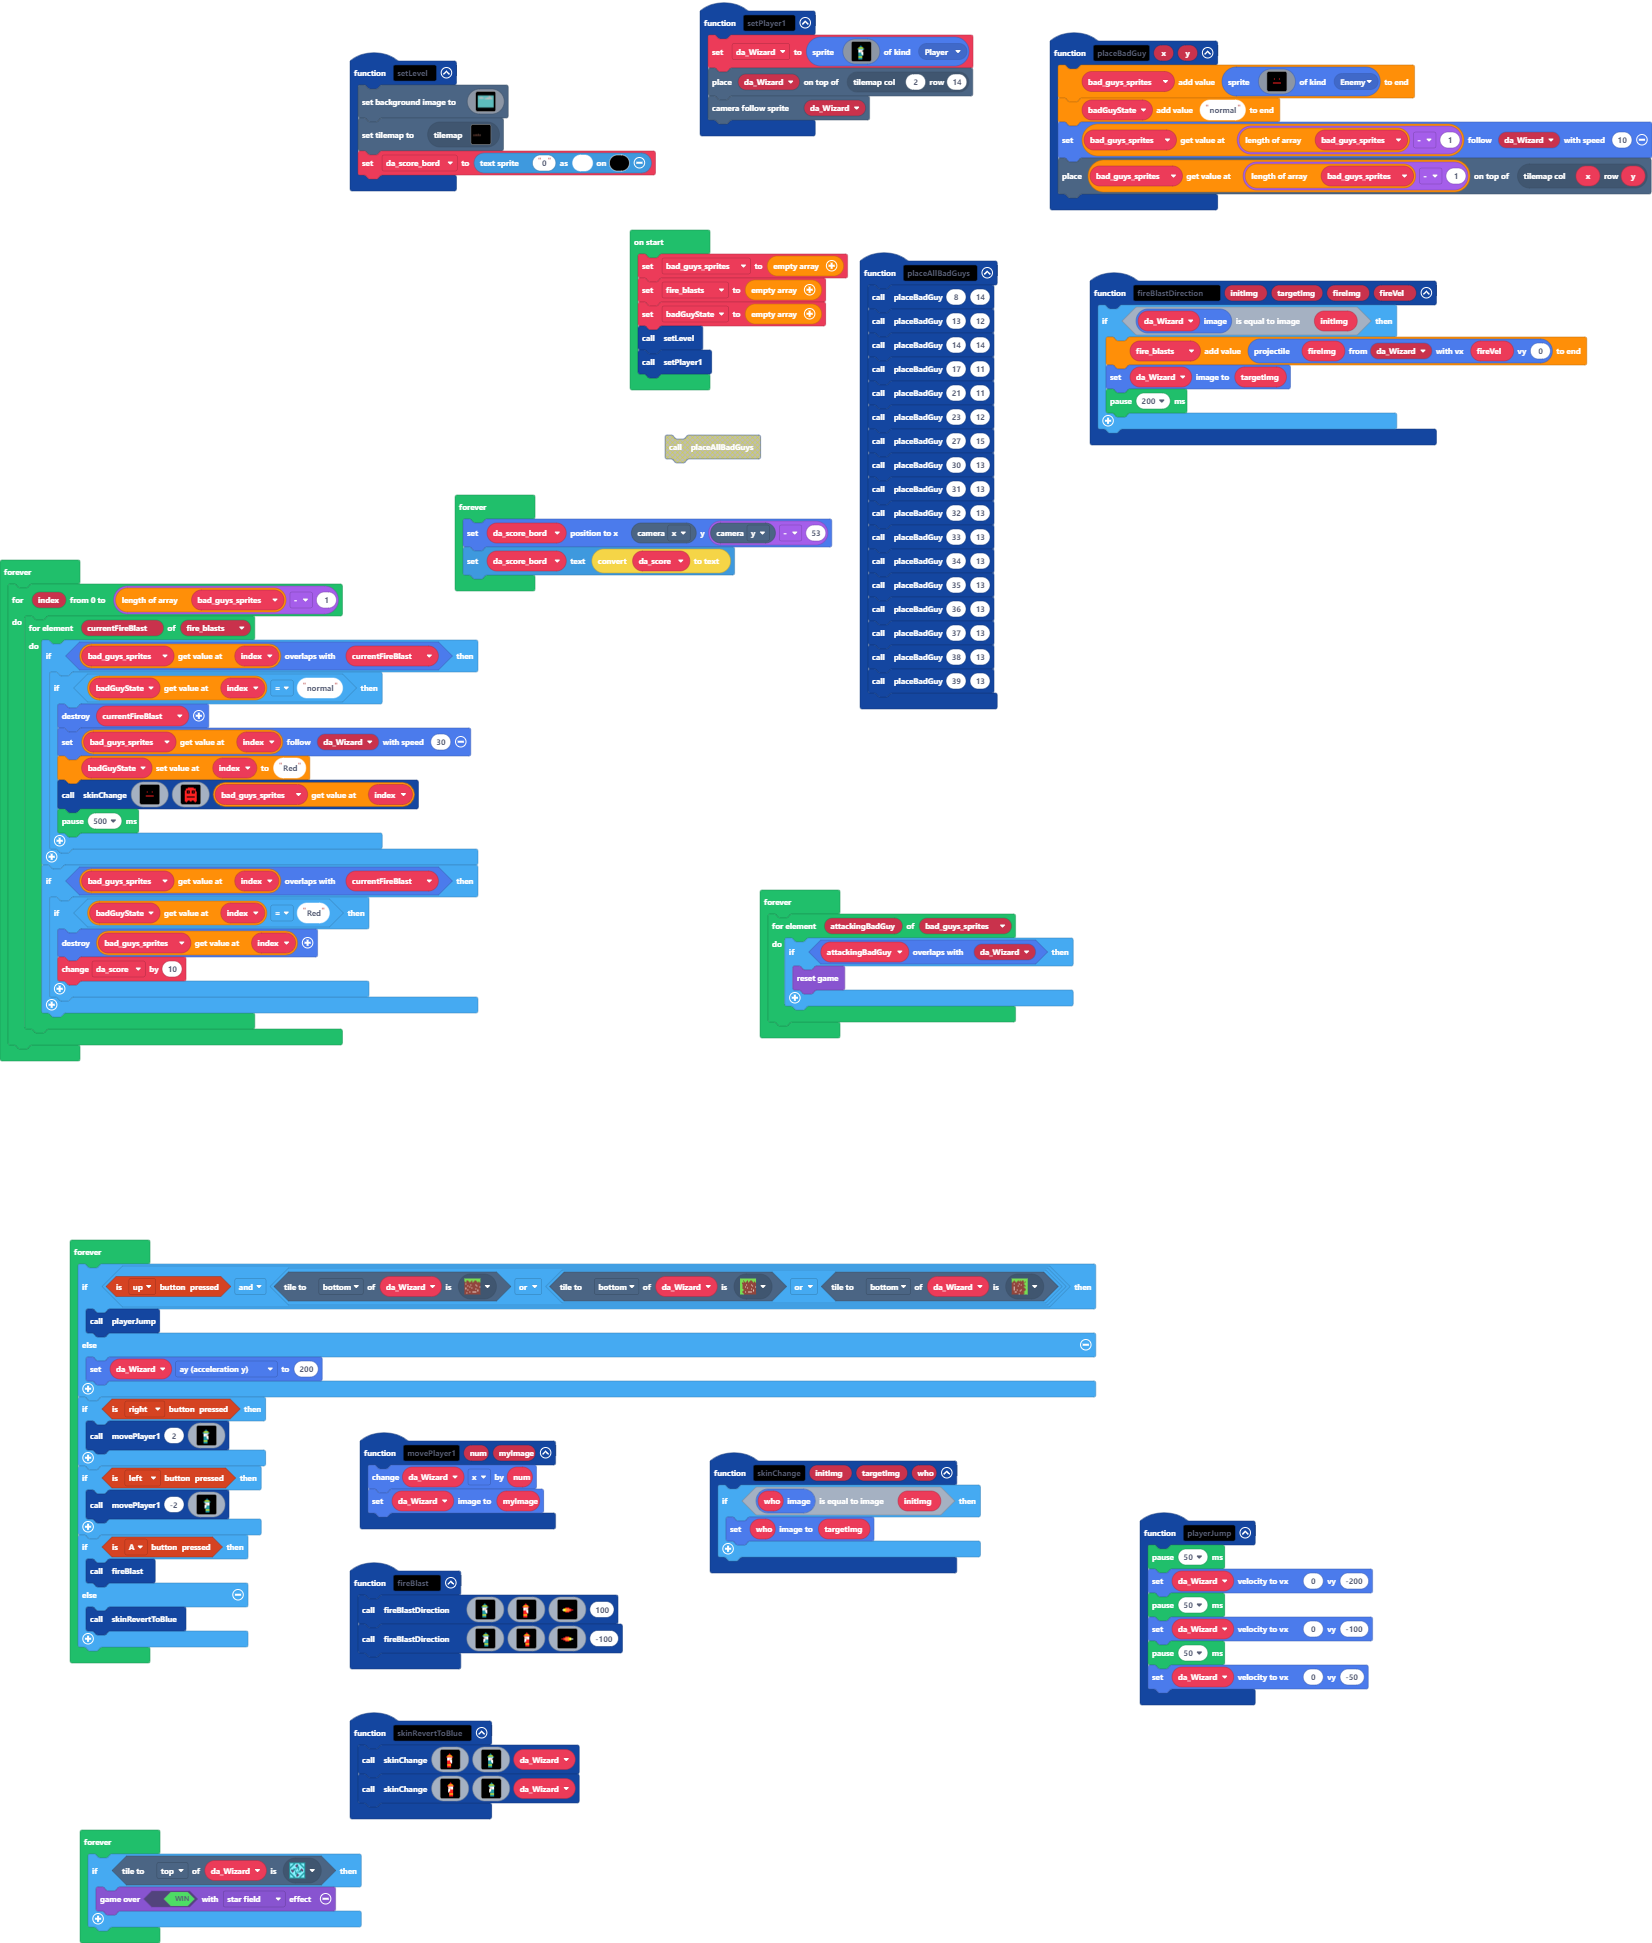 function setPlayer1
set da_Wizard to sprite of kind Player
place da_Wizard on top of tilemap col 2 row 14
camera follow sprite da_Wizard
function setLevel
set background image to
set tilemap to tilemap
set da_score_bord to text sprite "0" as on
function placeBadGuy x y
bad_guys_sprites add value sprite of kind Enemy to end
badGuyState add value "normal" to end
set bad_guys_sprites get value at length of array bad_guys_sprites - 1 follow da_Wizard with speed 10
place bad_guys_sprites get value at length of array bad_guys_sprites - 1 on top of tilemap col x row y
on start
set bad_guys_sprites to empty array
set fire_blasts to empty array
set badGuyState to empty array
call setLevel
call setPlayer1
call placeAllBadGuys
function placeAllBadGuys
call placeBadGuy 8 14
call placeBadGuy 13 12
call placeBadGuy 14 14
call placeBadGuy 17 11
call placeBadGuy 21 11
call placeBadGuy 23 12
call placeBadGuy 27 15
call placeBadGuy 30 13
call placeBadGuy 31 13
call placeBadGuy 32 13
call placeBadGuy 33 13
call placeBadGuy 34 13
call placeBadGuy 35 13
call placeBadGuy 36 13
call placeBadGuy 37 13
call placeBadGuy 38 13
call placeBadGuy 39 13
function fireBlastDirection initImg targetImg fireImg fireVel
if da_Wizard image is equal to image initImg then
fire_blasts add value projectile fireImg from da_Wizard with vx fireVel vy 0 to end
set da_Wizard image to targetImg
pause 200 ms
forever
set da_score_bord position to x camera x y camera y - 53
set da_score_bord text convert da_score to text
forever
for index from 0 to length of array bad_guys_sprites - 1
do for element currentFireBlast of fire_blasts
do if bad_guys_sprites get value at index overlaps with currentFireBlast then
if badGuyState get value at index = "normal" then
destroy currentFireBlast
set bad_guys_sprites get value at index follow da_Wizard with speed 30
badGuyState set value at index to "Red"
call skinChange bad_guys_sprites get value at index
pause 500 ms
if bad_guys_sprites get value at index overlaps with currentFireBlast then
if badGuyState get value at index = "Red" then
destroy bad_guys_sprites get value at index
change da_score by 10
forever
for element attackingBadGuy of bad_guys_sprites
do if attackingBadGuy overlaps with da_Wizard then
reset game
forever
if is up button pressed and tile to bottom of da_Wizard is or tile to bottom of da_Wizard is or tile to bottom of da_Wizard is then
call playerJump
else
set da_Wizard ay (acceleration y) to 200
if is right button pressed then
call movePlayer1 2
if is left button pressed then
call movePlayer1 -2
if is A button pressed then
call fireBlast
else
call skinRevertToBlue
function movePlayer1 num myImage
change da_Wizard x by num
set da_Wizard image to myImage
function skinChange initImg targetImg who
if who image is equal to image initImg then
set who image to targetImg
function playerJump
pause 50 ms
set da_Wizard velocity to vx 0 vy -200
pause 50 ms
set da_Wizard velocity to vx 0 vy -100
pause 50 ms
set da_Wizard velocity to vx 0 vy -50
function fireBlast
call fireBlastDirection 100
call fireBlastDirection -100
function skinRevertToBlue
call skinChange da_Wizard
call skinChange da_Wizard
forever
if tile to top of da_Wizard is then
game over WIN with star field effect